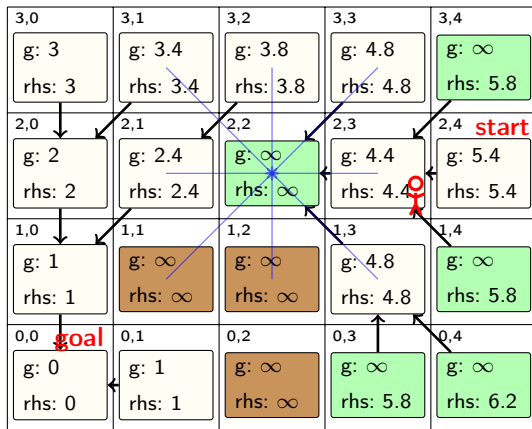 3,0 3,1 3,2 3,3 3,4
g: 3 g: 3.4 g: 3.8 g: 4.8 g: ∞
rhs: 3 rhs: 3.4 rhs: 3.8 rhs: 4.8 rhs: 5.8
2,0 2,1 2,2 2,3 2,4 start
g: 2 g: 2.4 g: ∞ g: 4.4 g: 5.4
rhs: 2 rhs: 2.4 rhs: ∞ rhs: 4.4 rhs: 5.4
1,0 1,1 1,2 1,3 1,4
g: 1 g: ∞ g: ∞ g: 4.8 g: ∞
rhs: 1 rhs: ∞ rhs: ∞ rhs: 4.8 rhs: 5.8
0,0 goal 0,1 0,2 0,3 0,4
g: 0 g: 1 g: ∞ g: ∞ g: ∞
rhs: 0 rhs: 1 rhs: ∞ rhs: 5.8 rhs: 6.2